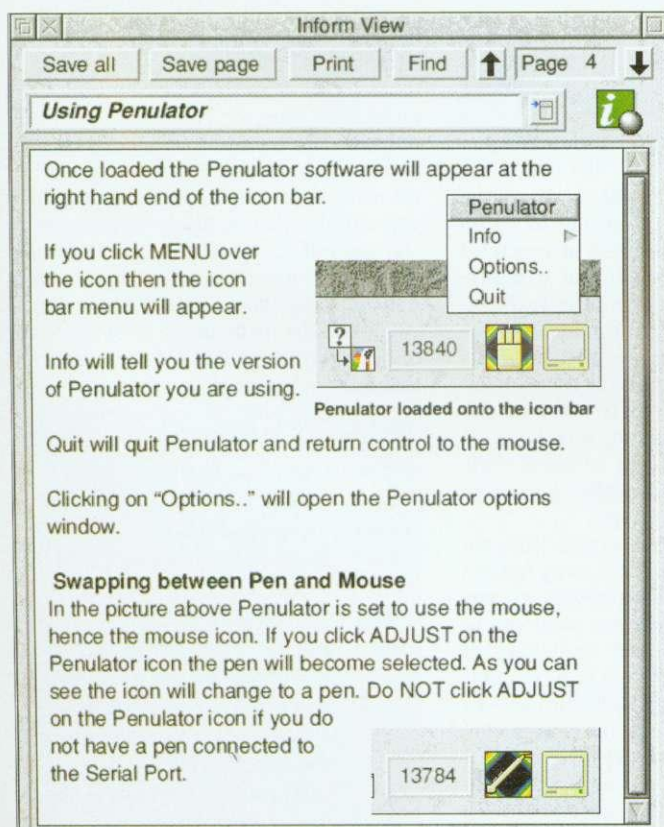 Inform View
Save all Save page Print Find Page 4
Using Penulator
Once loaded the Penulator software will appear at the
right hand end of the icon bar.
Penulator
Info
Options..
Quit
If you click MENU over
the icon then the icon
bar menu will appear.
Info will tell you the version
of Penulator you are using.
13840
Penulator loaded onto the icon bar
Quit will quit Penulator and return control to the mouse.
Clicking on “Options..” will open the Penulator options
window.
Swapping between Pen and Mouse
In the picture above Penulator is set to use the mouse,
hence the mouse icon. If you click ADJUST on the
Penulator icon the pen will become selected. As you can
see the icon will change to a pen. Do NOT click ADJUST
on the Penulator icon if you do
not have a pen connected to
the Serial Port.
13784